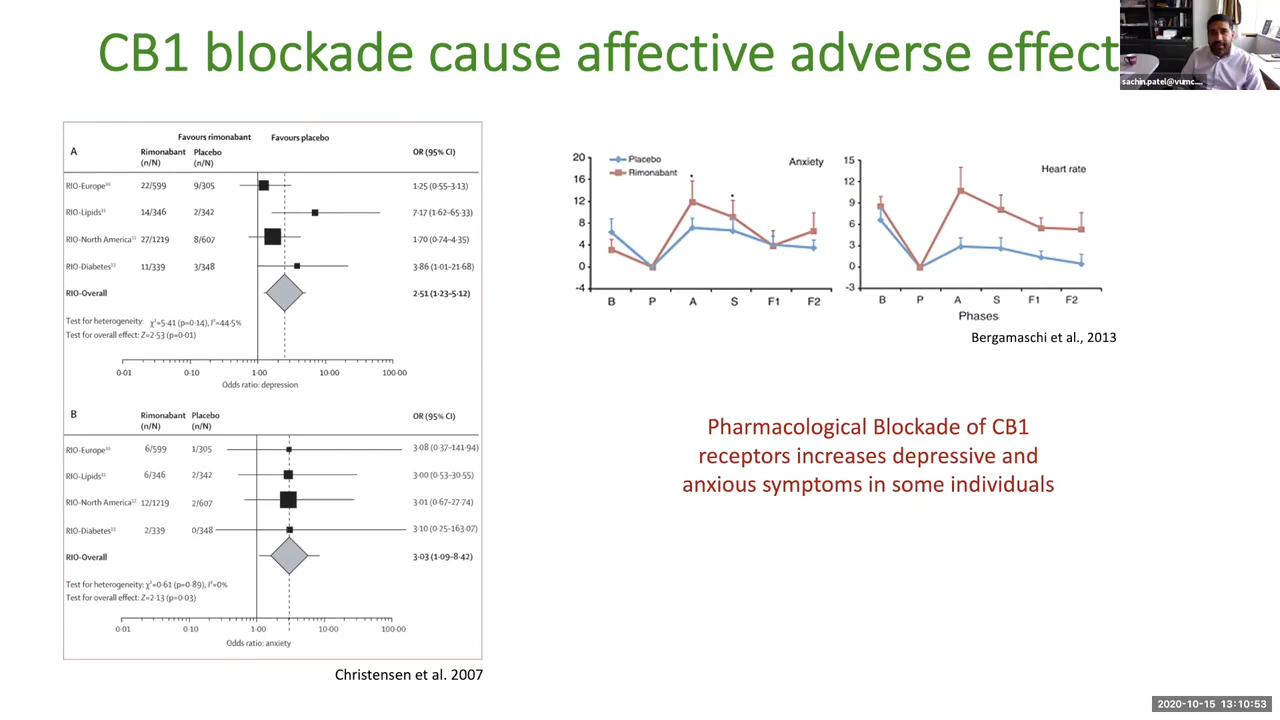 CB1 blockade cause affective adverse effect
sachin.patel@vumc....
Favours rimonabant Favours placebo
A Rimonabant Placebo OR (95% CI)
(n/N) (n/N)
RIO-Europe 22/599 9/305 1·25 (0·55–3·13)
RIO-Lipids 14/346 2/342 7·17 (1·62–65·33)
RIO-North America 27/1219 8/607 1·70 (0·74–4·35)
RIO-Diabetes 11/339 3/348 3·86 (1·01–21·68)
RIO-Overall 2·51 (1·23–5·12)
Test for heterogeneity: χ²=5·41 (p=0·14), I²=44·5%
Test for overall effect: Z=2·53 (p=0·01)
0·01 0·10 1·00 10·00 100·00
Odds ratio: depression
B Rimonabant Placebo OR (95% CI)
(n/N) (n/N)
RIO-Europe 6/599 1/305 3·08 (0·37–141·94)
RIO-Lipids 6/346 2/342 3·00 (0·53–30·55)
RIO-North America 12/1219 2/607 3·01 (0·67–27·74)
RIO-Diabetes 2/339 0/348 3·10 (0·25–163·07)
RIO-Overall 3·03 (1·09–8·42)
Test for heterogeneity: χ²=0·61 (p=0·89), I²=0%
Test for overall effect: Z=2·13 (p=0·03)
0·01 0·10 1·00 10·00 100·00
Odds ratio: anxiety
Christensen et al. 2007
Placebo
Rimonabant
Anxiety
20
16
12
8
4
0
-4
B P A S F1 F2
Heart rate
15
12
9
6
3
0
-3
B P A S F1 F2
Phases
Bergamaschi et al., 2013
Pharmacological Blockade of CB1
receptors increases depressive and
anxious symptoms in some individuals
2020-10-15 13:10:53